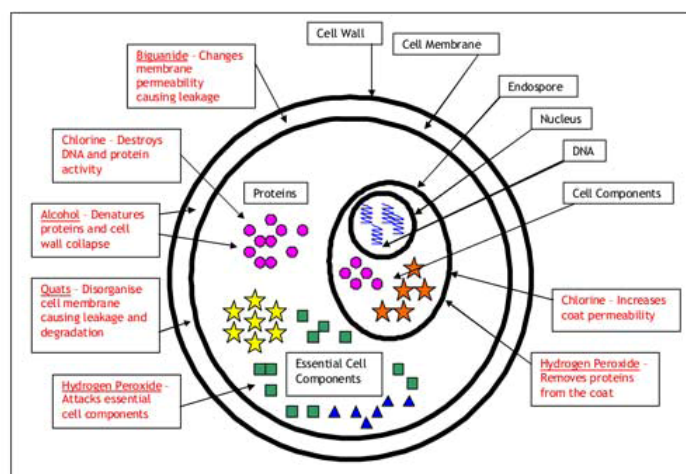 Cell Wall
Cell Membrane
Biguanide – Changes
membrane
permeability
causing leakage
Endospore
Nucleus
Chlorine – Destroys
DNA and protein
activity
DNA
Proteins
Cell Components
Alcohol – Denatures
proteins and cell
wall collapse
Quats – Disorganise
cell membrane
causing leakage and
degradation
Chlorine – Increases
coat permeability
Essential Cell
Components
Hydrogen Peroxide –
Removes proteins
from the coat
Hydrogen Peroxide –
Attacks essential
cell components